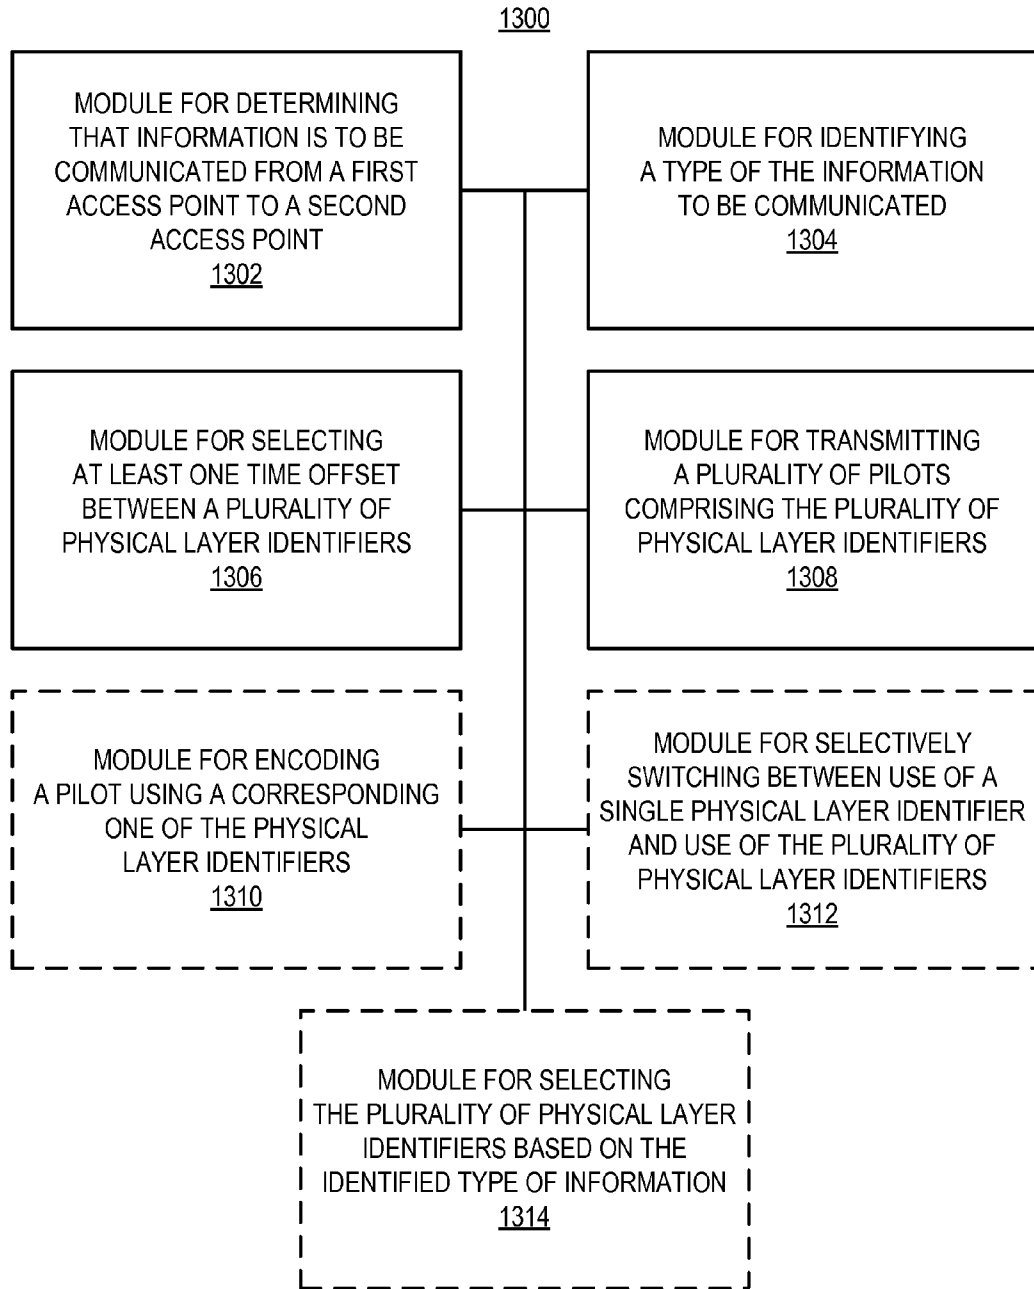 1300
MODULE FOR DETERMINING
THAT INFORMATION IS TO BE
COMMUNICATED FROM A FIRST
ACCESS POINT TO A SECOND
ACCESS POINT
1302
MODULE FOR IDENTIFYING
A TYPE OF THE INFORMATION
TO BE COMMUNICATED
1304
MODULE FOR SELECTING
AT LEAST ONE TIME OFFSET
BETWEEN A PLURALITY OF
PHYSICAL LAYER IDENTIFIERS
1306
MODULE FOR TRANSMITTING
A PLURALITY OF PILOTS
COMPRISING THE PLURALITY OF
PHYSICAL LAYER IDENTIFIERS
1308
MODULE FOR ENCODING
A PILOT USING A CORRESPONDING
ONE OF THE PHYSICAL
LAYER IDENTIFIERS
1310
MODULE FOR SELECTIVELY
SWITCHING BETWEEN USE OF A
SINGLE PHYSICAL LAYER IDENTIFIER
AND USE OF THE PLURALITY OF
PHYSICAL LAYER IDENTIFIERS
1312
MODULE FOR SELECTING
THE PLURALITY OF PHYSICAL LAYER
IDENTIFIERS BASED ON THE
IDENTIFIED TYPE OF INFORMATION
1314